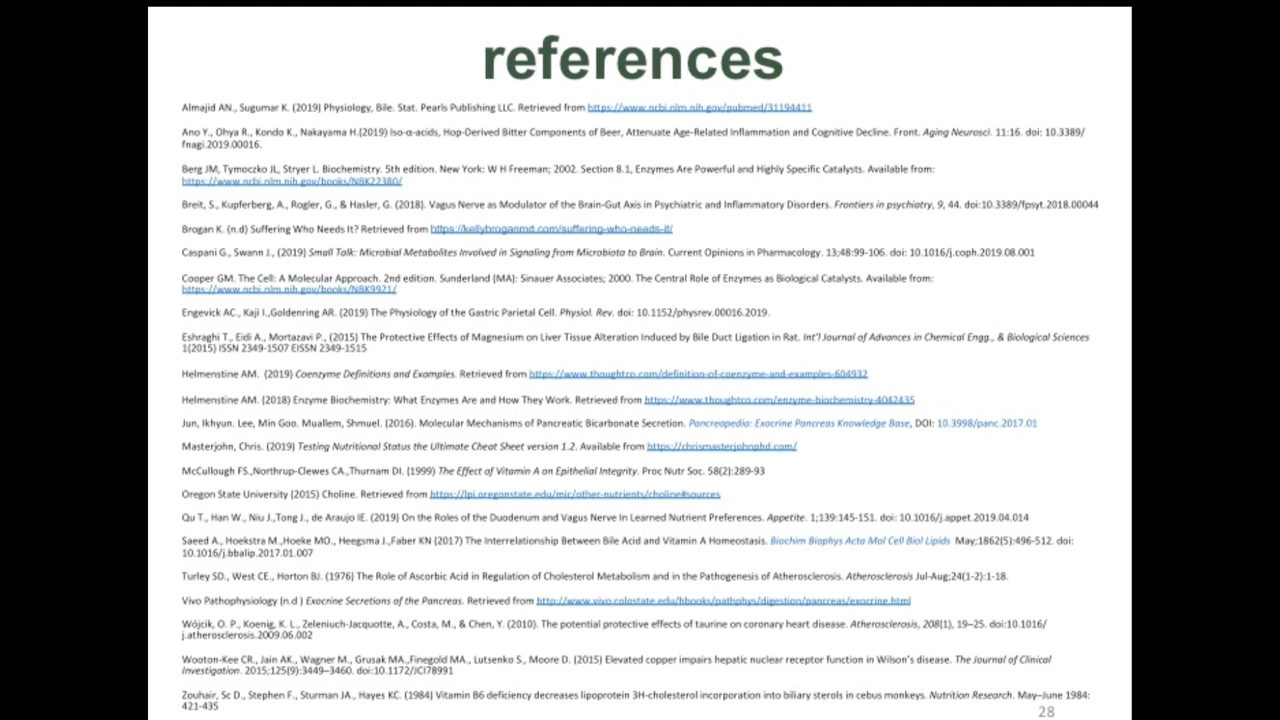 references
Almajid AN., Sugumar K. (2019) Physiology, Bile. Stat. Pearls Publishing LLC. Retrieved from https://www.ncbi.nlm.nih.gov/pubmed/31194411
Ano Y., Ohya R., Kondo K., Nakayama H.(2019) Iso-α-acids, Hop-Derived Bitter Components of Beer, Attenuate Age-Related Inflammation and Cognitive Decline. Front. Aging Neurosci. 11:16. doi: 10.3389/
fnagi.2019.00016.
Berg JM, Tymoczko JL, Stryer L. Biochemistry. 5th edition. New York: W H Freeman; 2002. Section 8.1, Enzymes Are Powerful and Highly Specific Catalysts. Available from:
https://www.ncbi.nlm.nih.gov/books/NBK22380/
Breit, S., Kupferberg, A., Rogler, G., & Hasler, G. (2018). Vagus Nerve as Modulator of the Brain-Gut Axis in Psychiatric and Inflammatory Disorders. Frontiers in psychiatry, 9, 44. doi:10.3389/fpsyt.2018.00044
Brogan K. (n.d) Suffering Who Needs It? Retrieved from https://kellybroganmd.com/suffering-who-needs-it/
Caspani G., Swann J., (2019) Small Talk: Microbial Metabolites Involved in Signaling from Microbiota to Brain. Current Opinions in Pharmacology. 13;48:99-106. doi: 10.1016/j.coph.2019.08.001
Cooper GM. The Cell: A Molecular Approach. 2nd edition. Sunderland (MA): Sinauer Associates; 2000. The Central Role of Enzymes as Biological Catalysts. Available from:
https://www.ncbi.nlm.nih.gov/books/NBK9921/
Engevick AC., Kaji I.,Goldenring AR. (2019) The Physiology of the Gastric Parietal Cell. Physiol. Rev. doi: 10.1152/physrev.00016.2019.
Eshraghi T., Eidi A., Mortazavi P., (2015) The Protective Effects of Magnesium on Liver Tissue Alteration Induced by Bile Duct Ligation in Rat. Int'l Journal of Advances in Chemical Engg., & Biological Sciences
1(2015) ISSN 2349-1507 EISSN 2349-1515
Helmenstine AM. (2019) Coenzyme Definitions and Examples. Retrieved from https://www.thoughtco.com/definition-of-coenzyme-and-examples-604932
Helmenstine AM. (2018) Enzyme Biochemistry: What Enzymes Are and How They Work. Retrieved from https://www.thoughtco.com/enzyme-biochemistry-4042435
Jun, Ikhyun. Lee, Min Goo. Muallem, Shmuel. (2016). Molecular Mechanisms of Pancreatic Bicarbonate Secretion. Pancreapedia: Exocrine Pancreas Knowledge Base, DOI: 10.3998/panc.2017.01
Masterjohn, Chris. (2019) Testing Nutritional Status the Ultimate Cheat Sheet version 1.2. Available from https://chrismasterjohnphd.com/
McCullough FS.,Northrup-Clewes CA.,Thurnam DI. (1999) The Effect of Vitamin A on Epithelial Integrity. Proc Nutr Soc. 58(2):289-93
Oregon State University (2015) Choline. Retrieved from https://lpi.oregonstate.edu/mic/other-nutrients/choline#sources
Qu T., Han W., Niu J.,Tong J., de Araujo IE. (2019) On the Roles of the Duodenum and Vagus Nerve In Learned Nutrient Preferences. Appetite. 1;139:145-151. doi: 10.1016/j.appet.2019.04.014
Saeed A., Hoekstra M.,Hoeke MO., Heegsma J.,Faber KN (2017) The Interrelationship Between Bile Acid and Vitamin A Homeostasis. Biochim Biophys Acta Mol Cell Biol Lipids May;1862(5):496-512. doi:
10.1016/j.bbalip.2017.01.007
Turley SD., West CE., Horton BJ. (1976) The Role of Ascorbic Acid in Regulation of Cholesterol Metabolism and in the Pathogenesis of Atherosclerosis. Atherosclerosis Jul-Aug;24(1-2):1-18.
Vivo Pathophysiology (n.d ) Exocrine Secretions of the Pancreas. Retrieved from http://www.vivo.colostate.edu/hbooks/pathphys/digestion/pancreas/exocrine.html
Wójcik, O. P., Koenig, K. L., Zeleniuch-Jacquotte, A., Costa, M., & Chen, Y. (2010). The potential protective effects of taurine on coronary heart disease. Atherosclerosis, 208(1), 19–25. doi:10.1016/
j.atherosclerosis.2009.06.002
Wooton-Kee CR., Jain AK., Wagner M., Grusak MA.,Finegold MA., Lutsenko S., Moore D. (2015) Elevated copper impairs hepatic nuclear receptor function in Wilson's disease. The Journal of Clinical
Investigation. 2015;125(9):3449–3460. doi:10.1172/JCI78991
Zouhair, Sc D., Stephen F., Sturman JA., Hayes KC. (1984) Vitamin B6 deficiency decreases lipoprotein 3H-cholesterol incorporation into biliary sterols in cebus monkeys. Nutrition Research. May–June 1984:
421-435
28